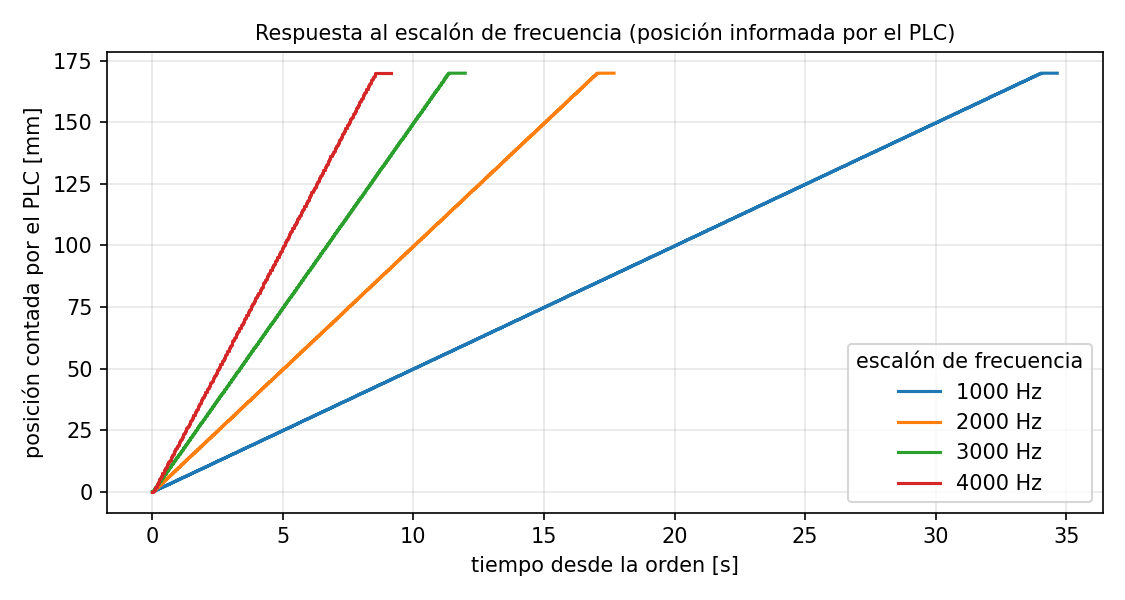 Respuesta al escalón de frecuencia (posición informada por el PLC)
posición contada por el PLC [mm]
175
150
125
100
75
50
25
0
escalón de frecuencia
1000 Hz
2000 Hz
3000 Hz
4000 Hz
0 5 10 15 20 25 30 35
tiempo desde la orden [s]